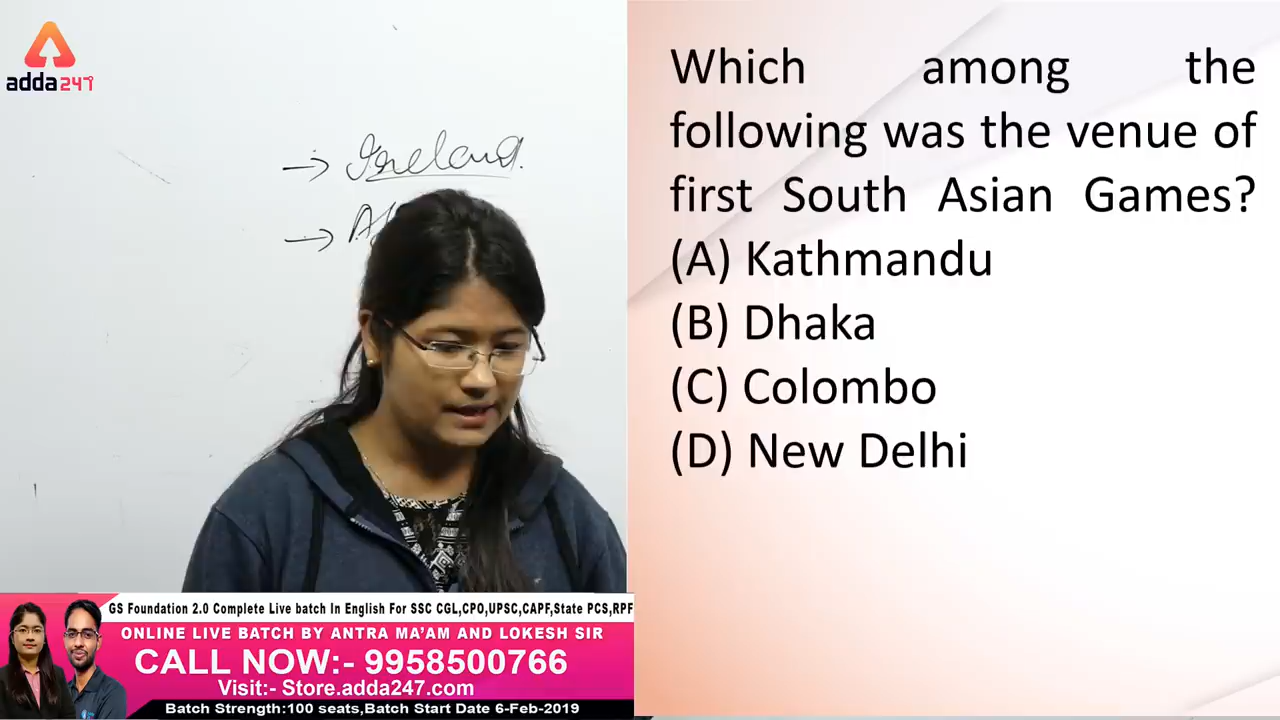 adda247
→ Ireland.
Which among the
following was the venue of
first South Asian Games?
(A) Kathmandu
(B) Dhaka
(C) Colombo
(D) New Delhi
GS Foundation 2.0 Complete Live batch In English For SSC CGL,CPO,UPSC,CAPF,State PCS,RPF
ONLINE LIVE BATCH BY ANTRA MA'AM AND LOKESH SIR
CALL NOW:- 9958500766
Visit:- Store.adda247.com
Batch Strength:100 seats,Batch Start Date 6-Feb-2019